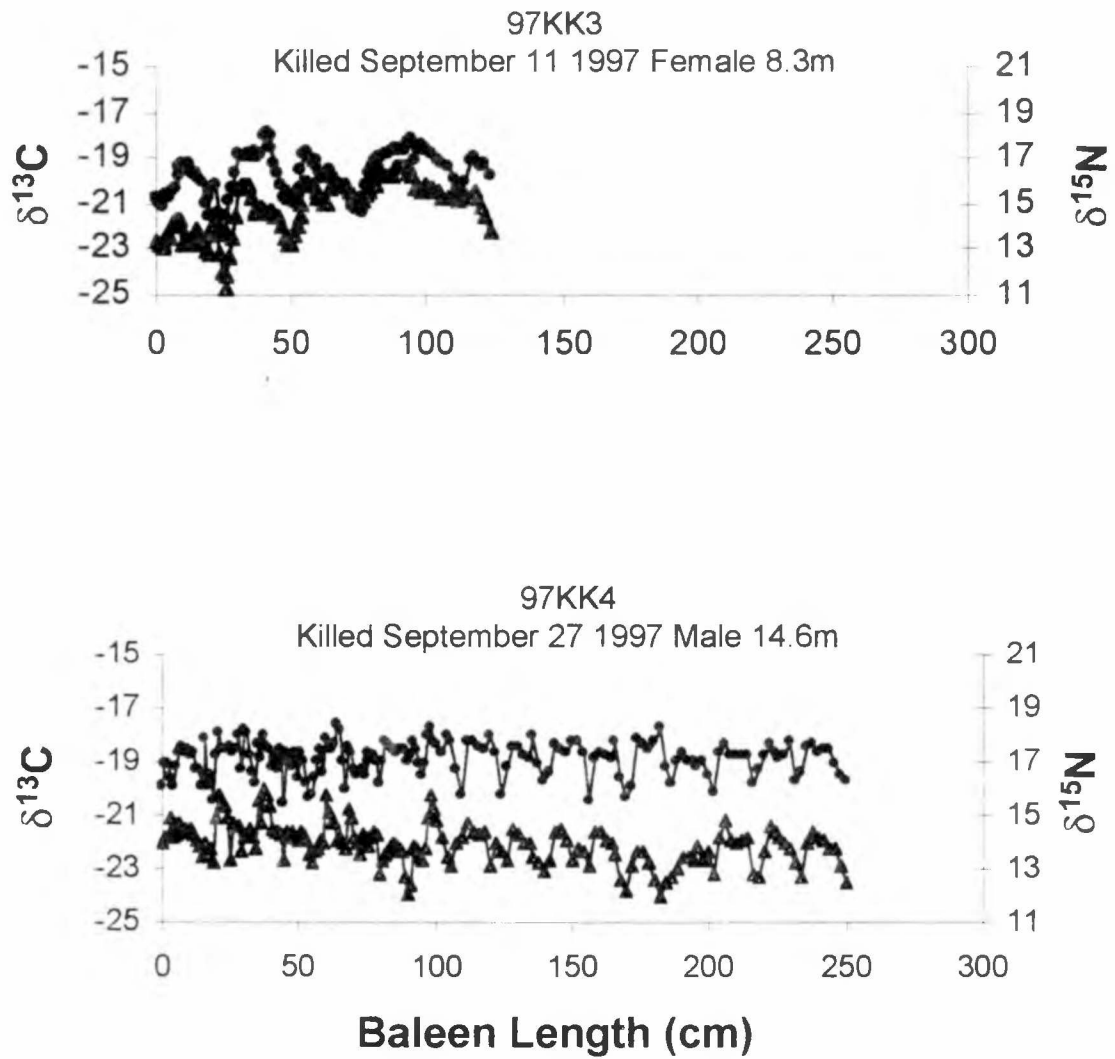 97KK3
Killed September 11 1997 Female 8.3m
-15
-17
-19
-21
-23
-25
δ13C
21
19
17
15
13
11
δ15N
0 50 100 150 200 250 300
97KK4
Killed September 27 1997 Male 14.6m
-15
-17
-19
-21
-23
-25
δ13C
21
19
17
15
13
11
δ15N
0 50 100 150 200 250 300
Baleen Length (cm)